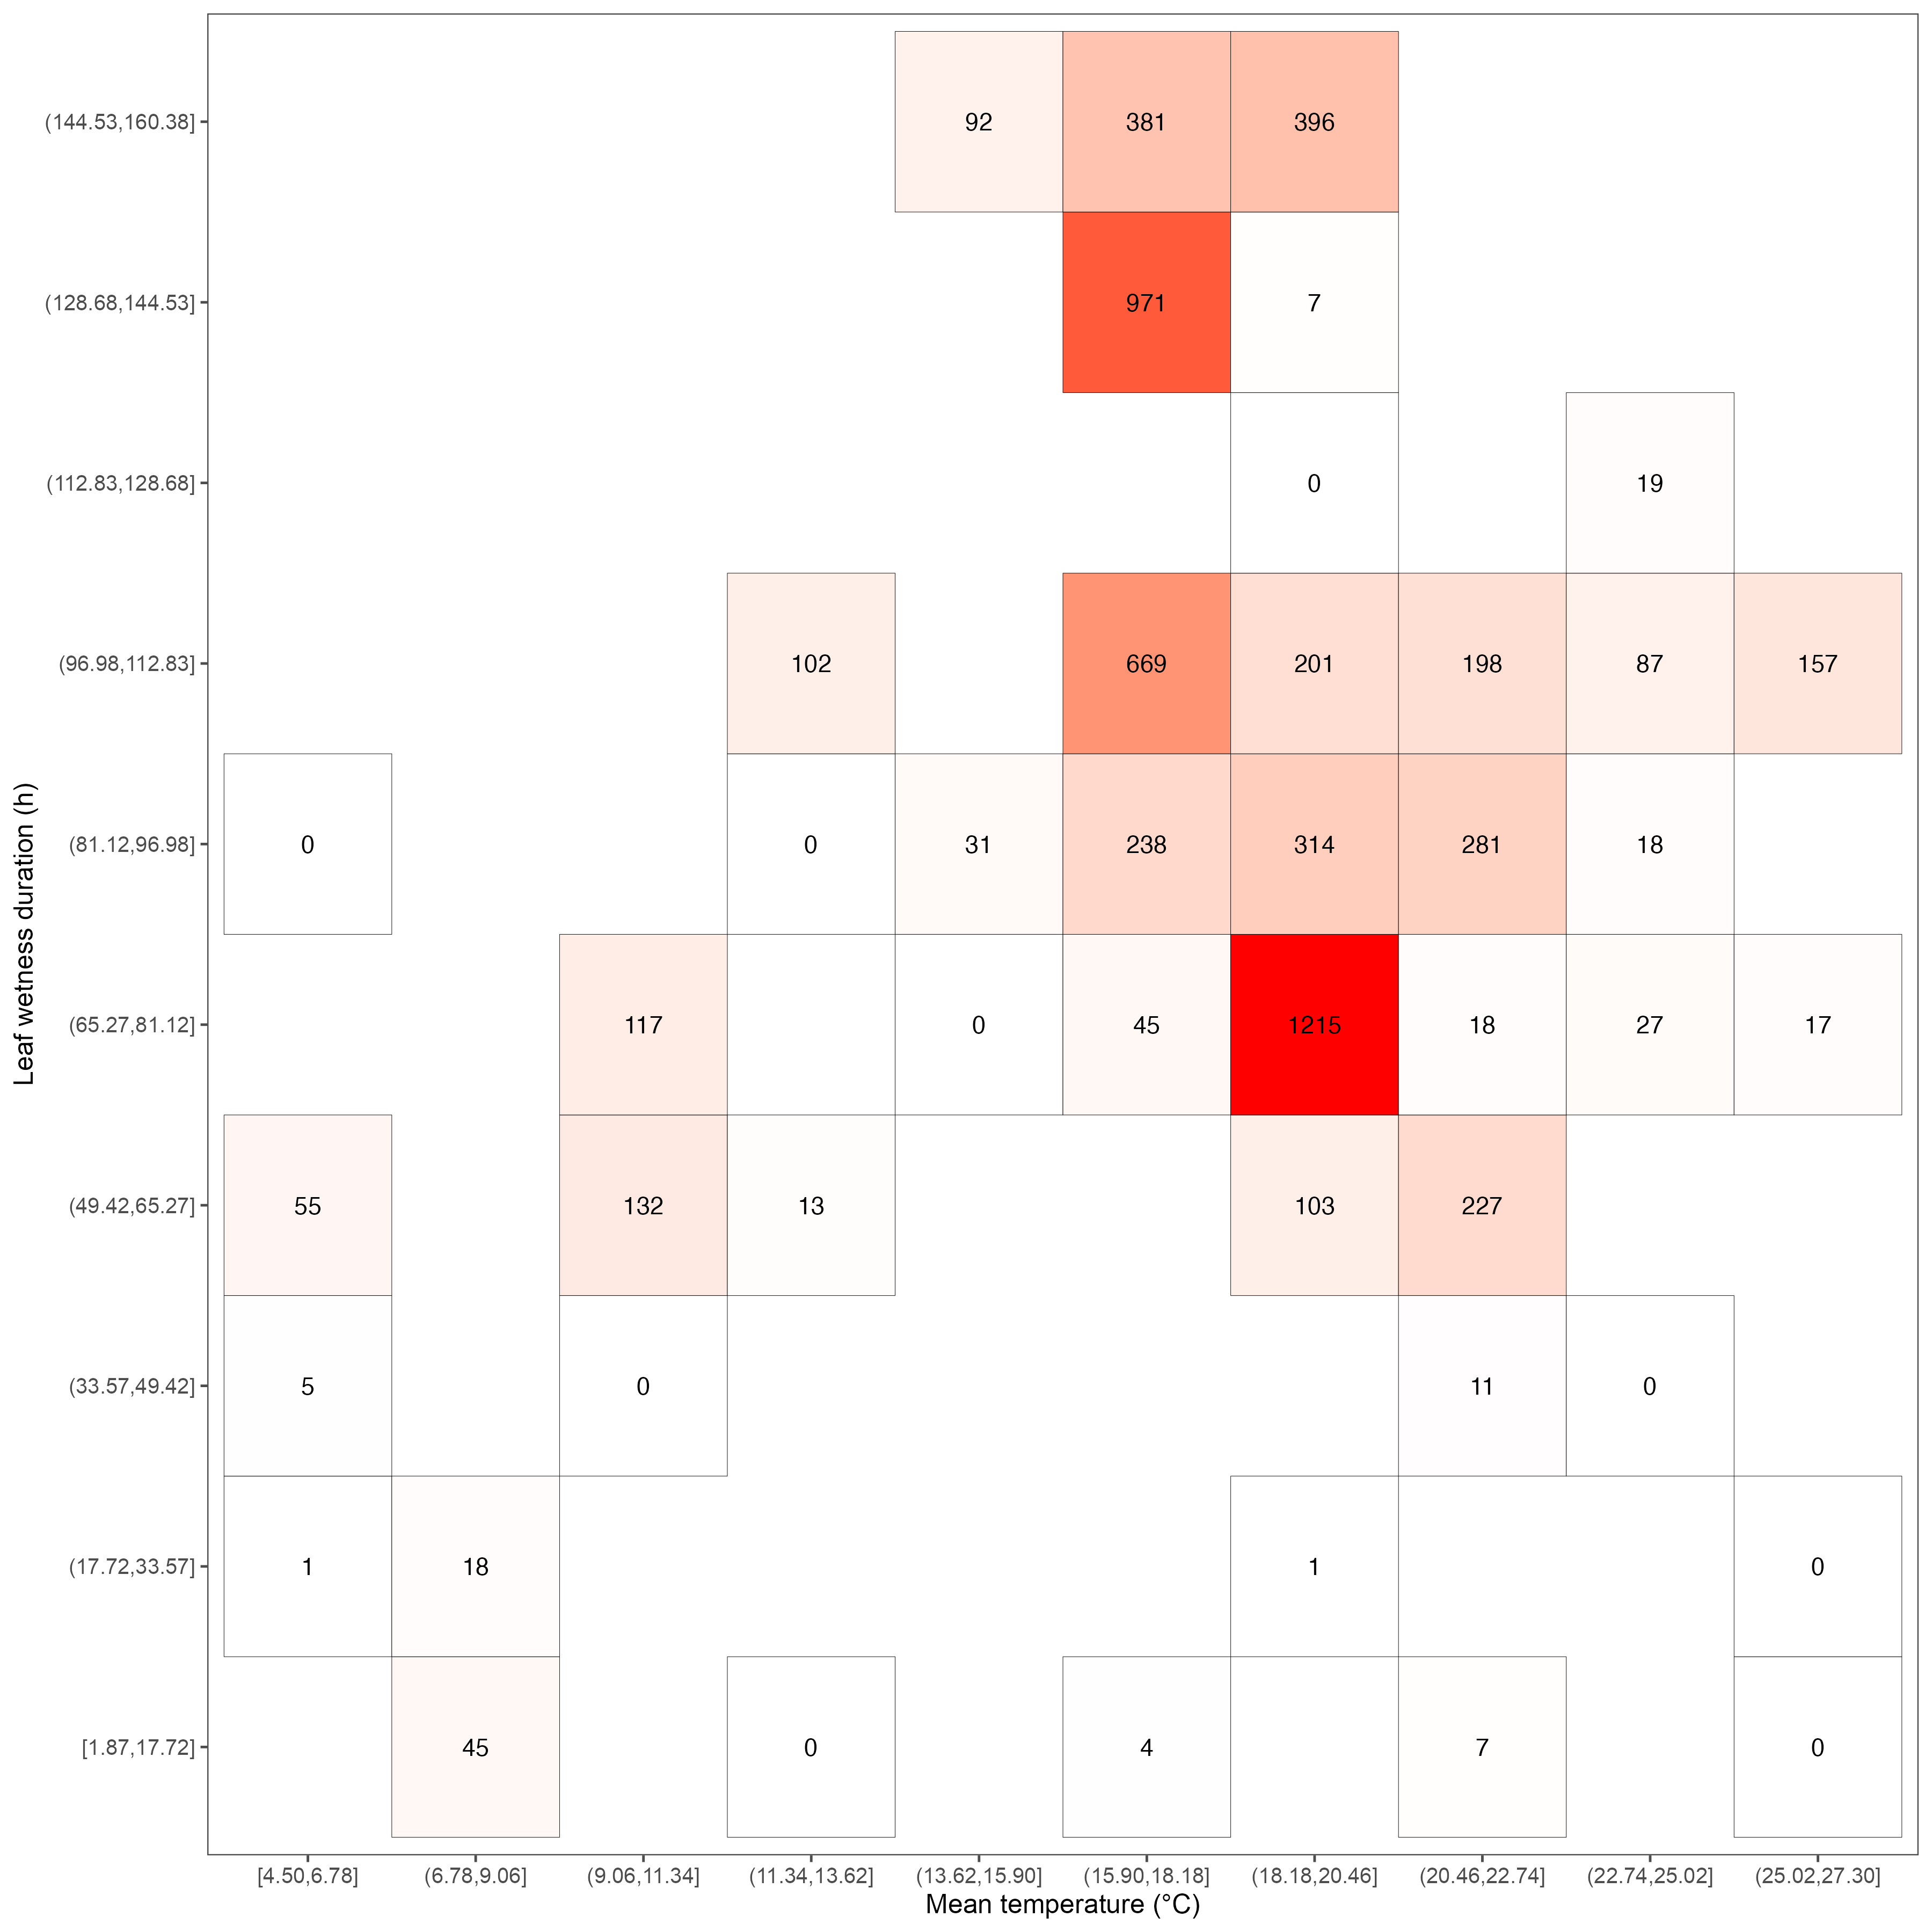 (144.53,160.38] 92 381 396
(128.68,144.53] 971 7
(112.83,128.68] 0 19
(96.98,112.83] 102 669 201 198 87 157
(81.12,96.98] 0 0 31 238 314 281 18
(65.27,81.12] 117 0 45 1215 18 27 17
(49.42,65.27] 55 132 13 103 227
(33.57,49.42] 5 0 11 0
(17.72,33.57] 1 18 1 0
[1.87,17.72] 45 0 4 7 0
Leaf wetness duration (h)
[4.50,6.78] (6.78,9.06] (9.06,11.34] (11.34,13.62] (13.62,15.90] (15.90,18.18] (18.18,20.46] (20.46,22.74] (22.74,25.02] (25.02,27.30]
Mean temperature (°C)